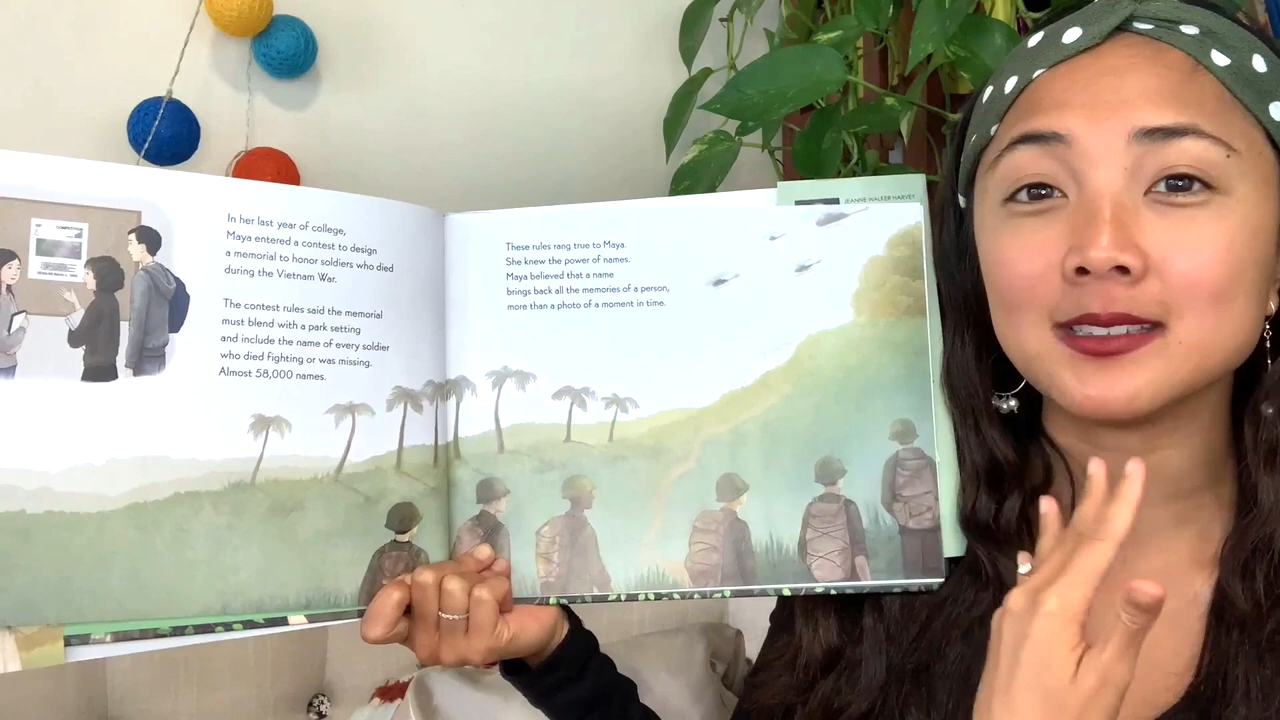 COMPETITION
In her last year of college,
Maya entered a contest to design
a memorial to honor soldiers who died
during the Vietnam War.
The contest rules said the memorial
must blend with a park setting
and include the name of every soldier
who died fighting or was missing.
Almost 58,000 names.
These rules rang true to Maya.
She knew the power of names.
Maya believed that a name
brings back all the memories of a person,
more than a photo of a moment in time.
JEANNE WALKER HARVEY